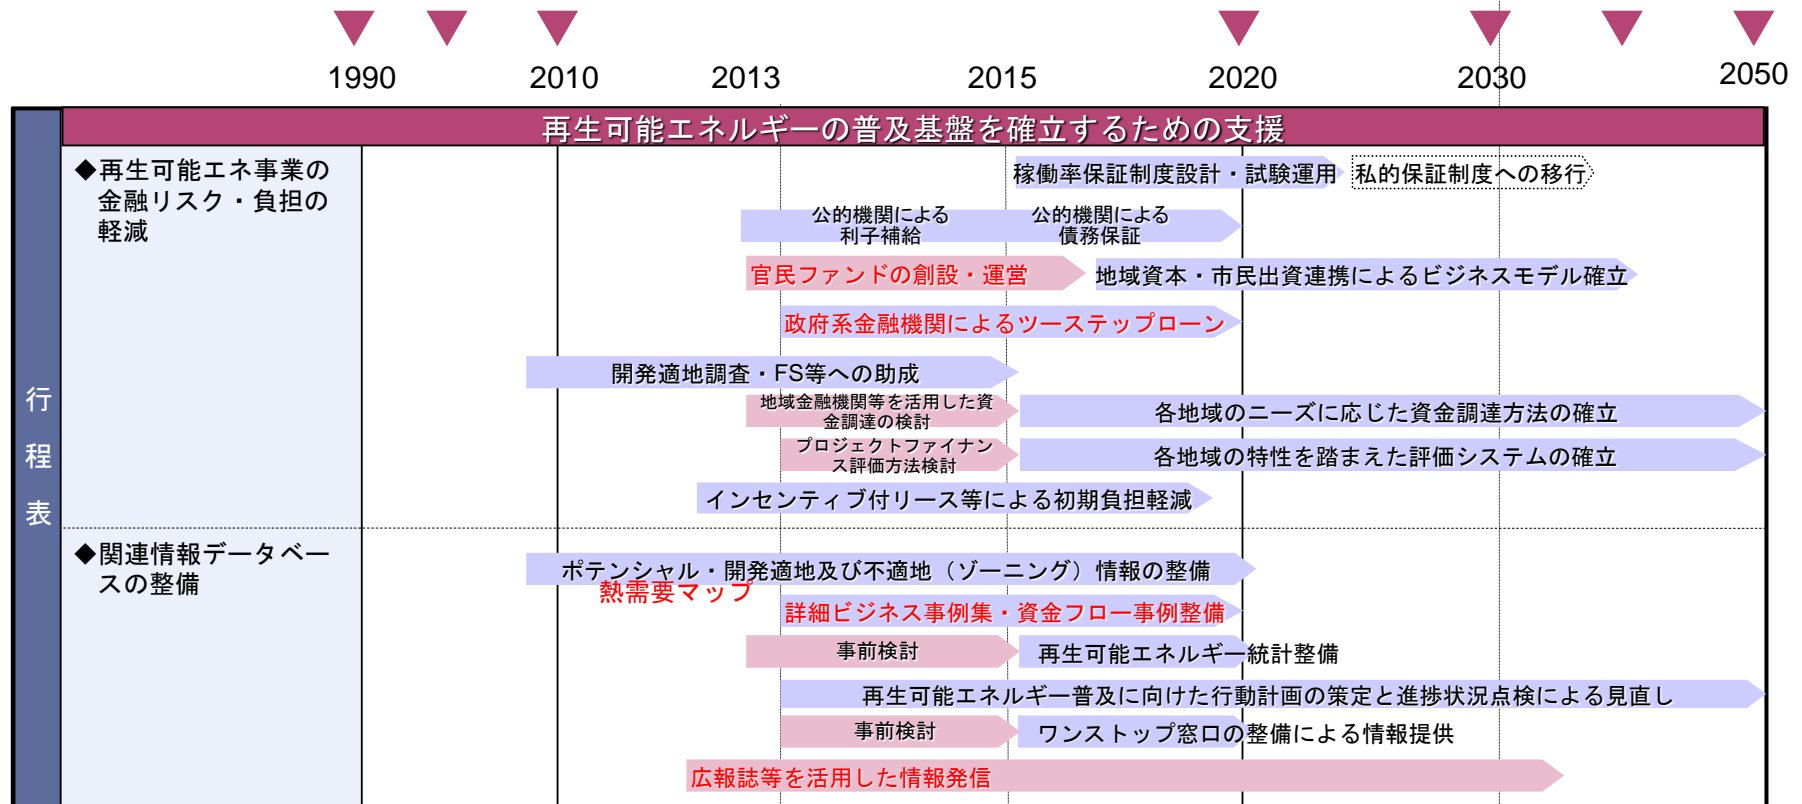 1990 2010 2013 2015 2020 2030 2050
再生可能エネルギーの普及基盤を確立するための支援
行程表
◆再生可能エネ事業の
金融リスク・負担の
軽減
稼働率保証制度設計・試験運用
私的保証制度への移行
公的機関による
利子補給
公的機関による
債務保証
官民ファンドの創設・運営
地域資本・市民出資連携によるビジネスモデル確立
政府系金融機関によるツーステップローン
開発適地調査・FS等への助成
地域金融機関等を活用した資
金調達の検討
各地域のニーズに応じた資金調達方法の確立
プロジェクトファイナン
ス評価方法検討
各地域の特性を踏まえた評価システムの確立
インセンティブ付リース等による初期負担軽減
◆関連情報データベー
スの整備
ポテンシャル・開発適地及び不適地（ゾーニング）情報の整備
熱需要マップ
詳細ビジネス事例集・資金フロー事例整備
事前検討
再生可能エネルギー統計整備
再生可能エネルギー普及に向けた行動計画の策定と進捗状況点検による見直し
事前検討
ワンストップ窓口の整備による情報提供
広報誌等を活用した情報発信